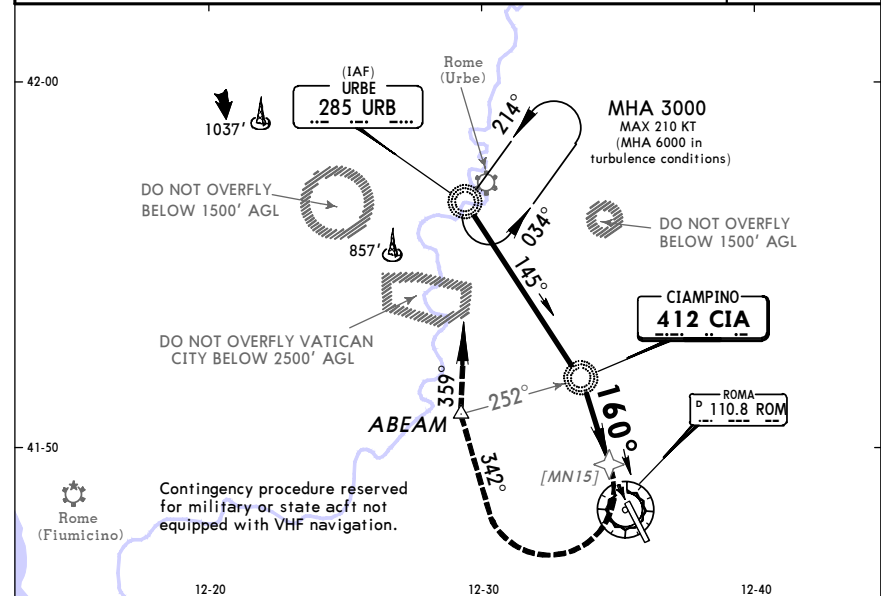 42-00
(IAF)
URBE
285 URB
Rome
(Urbe)
214°
MHA 3000
MAX 210 KT
(MHA 6000 in
turbulence conditions)
1037'
DO NOT OVERFLY
BELOW 1500' AGL
034°
DO NOT OVERFLY
BELOW 1500' AGL
857'
145°
CIAMPINO
412 CIA
DO NOT OVERFLY VATICAN
CITY BELOW 2500' AGL
359°
252°
160°
ROMA
D 110.8 ROM
ABEAM
41-50
342°
[MN15]
Contingency procedure reserved
for military or state acft not
equipped with VHF navigation.
Rome
(Fiumicino)
12-20
12-30
12-40